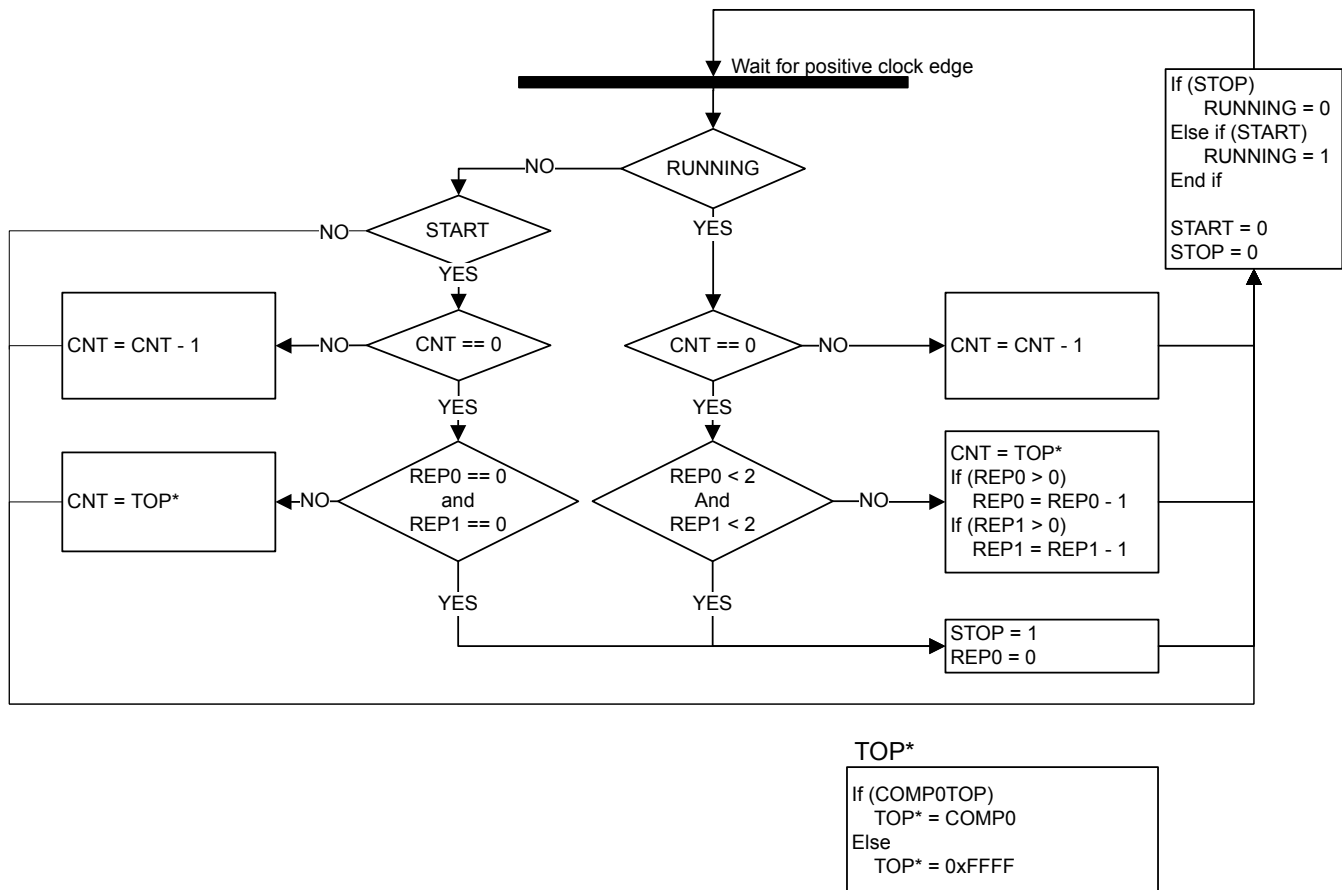 Wait for positive clock edge
If (STOP)
RUNNING = 0
Else if (START)
RUNNING = 1
End if
START = 0
STOP = 0
RUNNING
NO
YES
START
NO
YES
CNT = CNT - 1
NO
CNT == 0
YES
CNT == 0
NO
YES
CNT = CNT - 1
CNT = TOP*
NO
REP0 == 0
and
REP1 == 0
YES
REP0 < 2
And
REP1 < 2
NO
YES
CNT = TOP*
If (REP0 > 0)
REP0 = REP0 - 1
If (REP1 > 0)
REP1 = REP1 - 1
STOP = 1
REP0 = 0
TOP*
If (COMP0TOP)
TOP* = COMP0
Else
TOP* = 0xFFFF